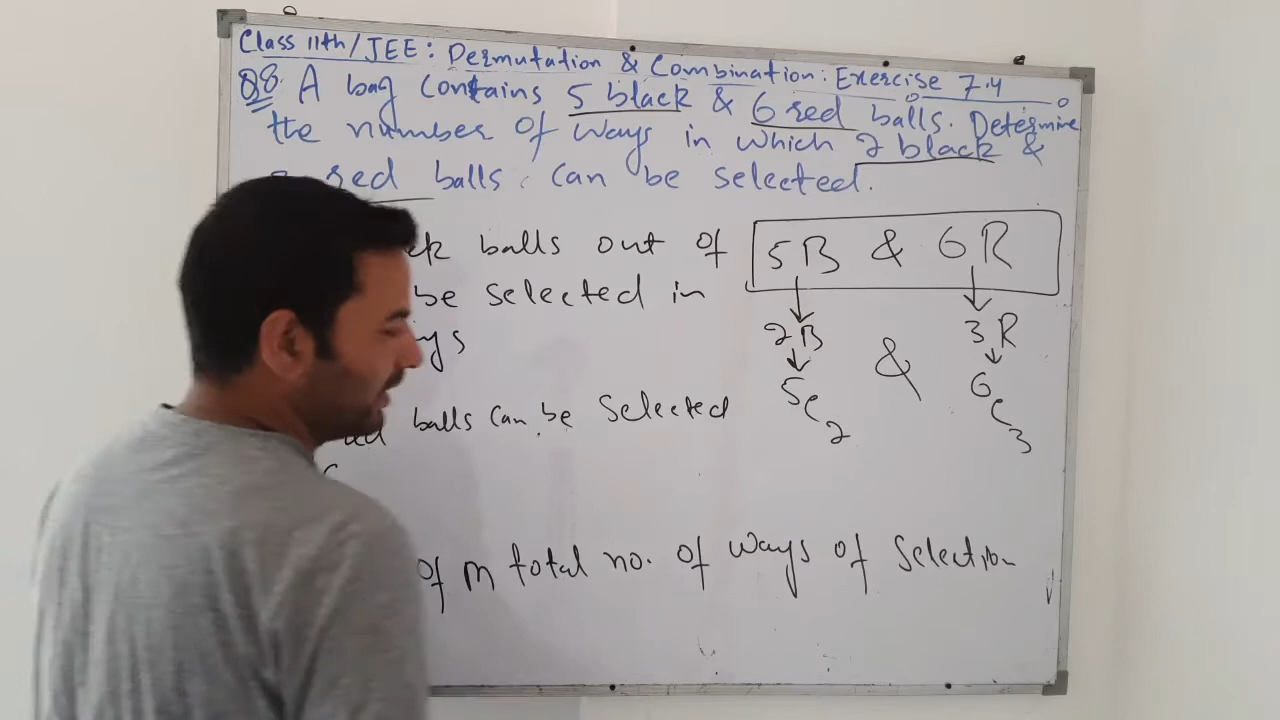 Class 11th/JEE: Permutation & Combination: Exercise 7.4
Q8. A bag contains 5 black & 6 red balls. Determine
the number of ways in which 2 black &
red balls can be selected.
balls out of
be selected in
balls can be selected
of m total no. of ways of selection
5B & 6R
2B & 3R
5C2 6C3